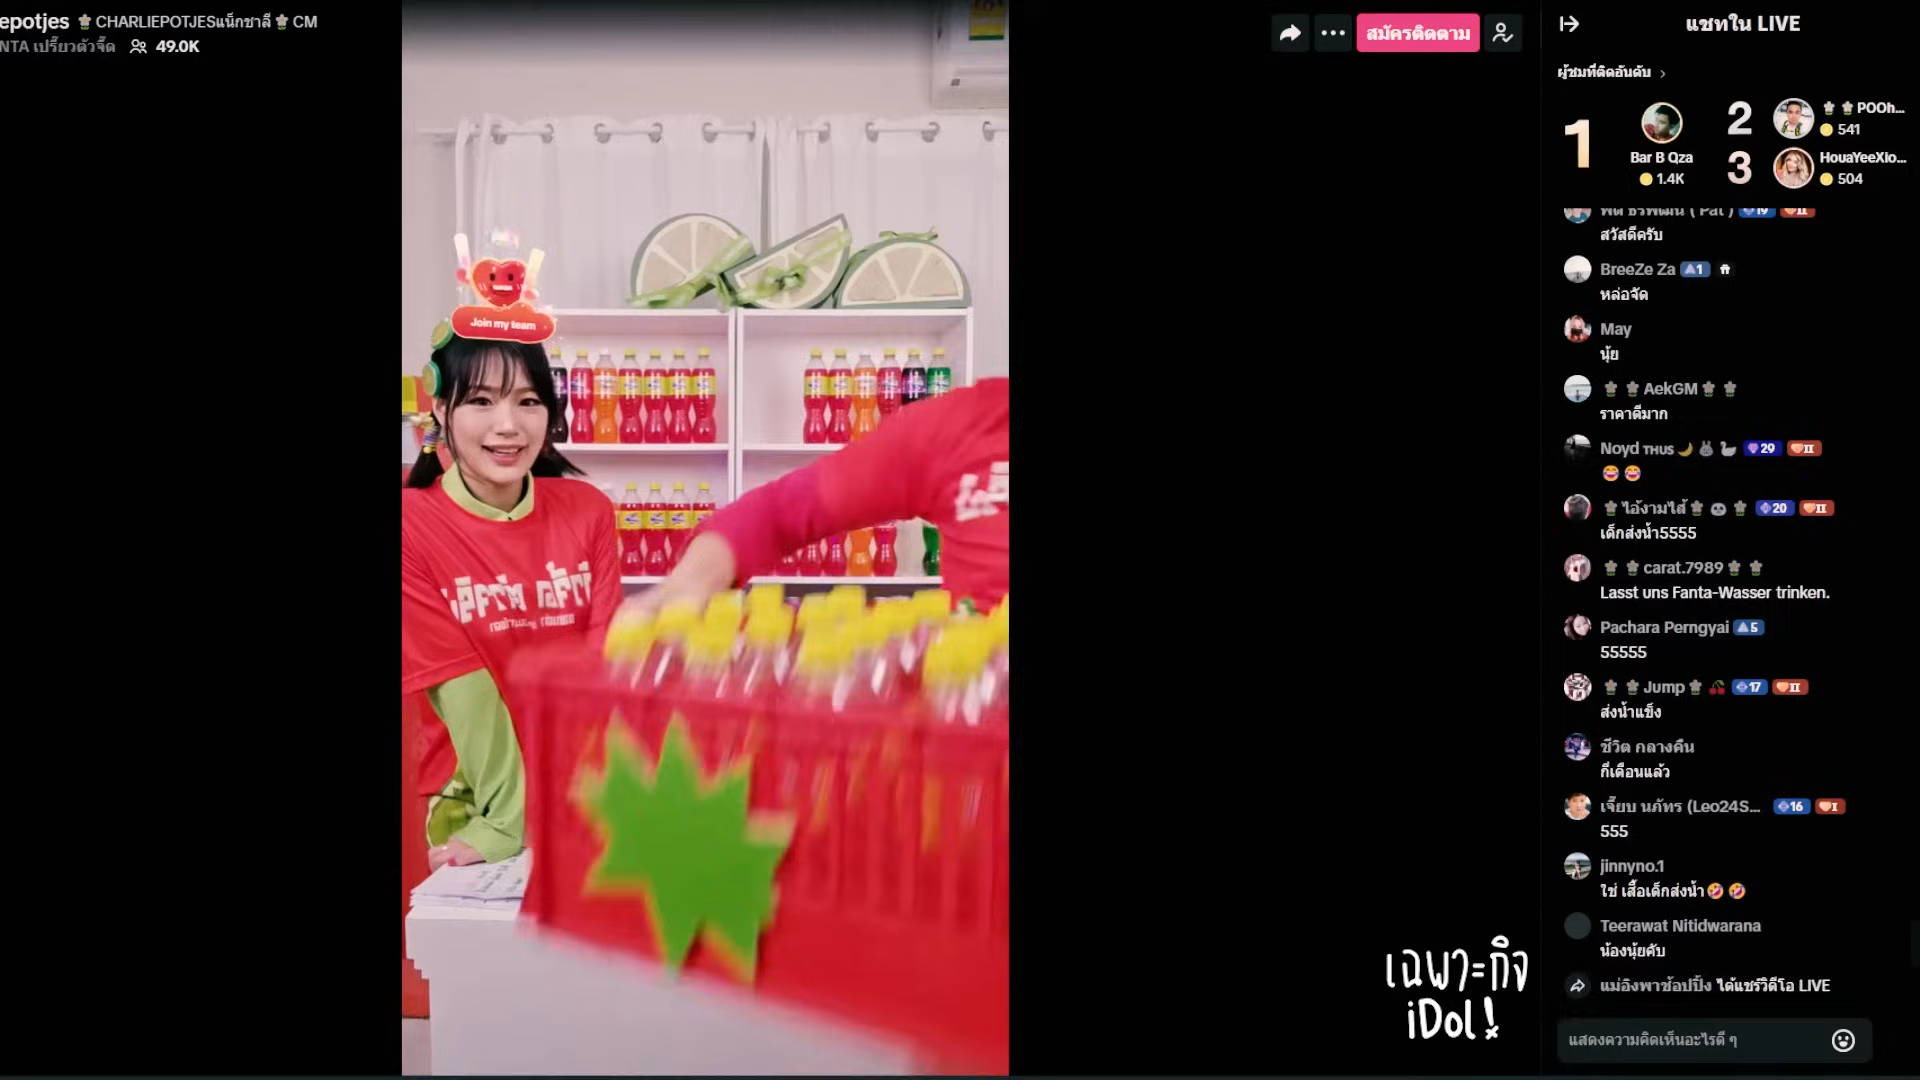 epotjes CHARLIEPOTJESแน็กชาลี CM
NTA เปรี้ยวตัวจี๊ด 49.0K
สมัครติดตาม
Join my team
เฉพาะกิจ
iDol!
แชทใน LIVE
ผู้ชมที่ติดอันดับ
1
Bar B Qza
1.4K
2
POOh...
541
3
HouaYeeXio...
504
19 II
สวัสดีครับ
BreeZe Za 1
หล่อจัด
May
นุ้ย
AekGM
ราคาดีมาก
Noyd THUS 29 II
ไอ้งามไส้ 20 II
เด็กส่งน้ำ5555
carat.7989
Lasst uns Fanta-Wasser trinken.
Pachara Perngyai 5
55555
Jump 17 II
ส่งน้ำแข็ง
ชีวิต กลางคืน
กี่เดือนแล้ว
เจี๊ยบ นภัทร (Leo24S... 16 I
555
jinnyno.1
ใช่ เสื้อเด็กส่งน้ำ
Teerawat Nitidwarana
น้องนุ้ยคับ
แม่อิงพาช้อปปิ้ง ได้แชร์วิดีโอ LIVE
แสดงความคิดเห็นอะไรดี ๆ